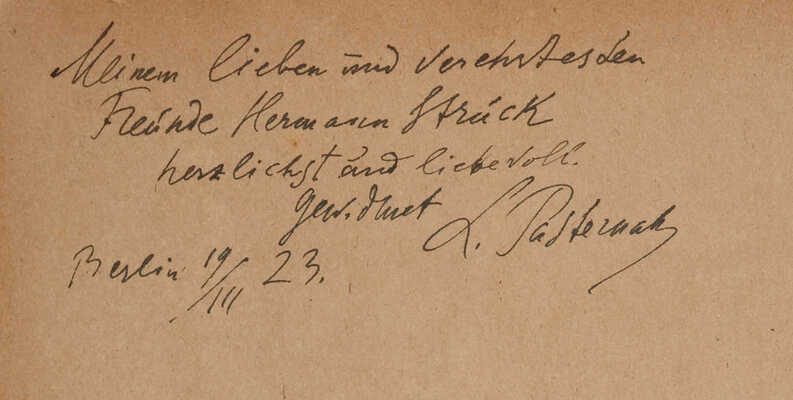 Meinem lieben und verehrtesten
Freunde Hermann Struck
herzlichst und liebevoll.
gewidmet
L. Pasternak
Berlin 19/III 23.